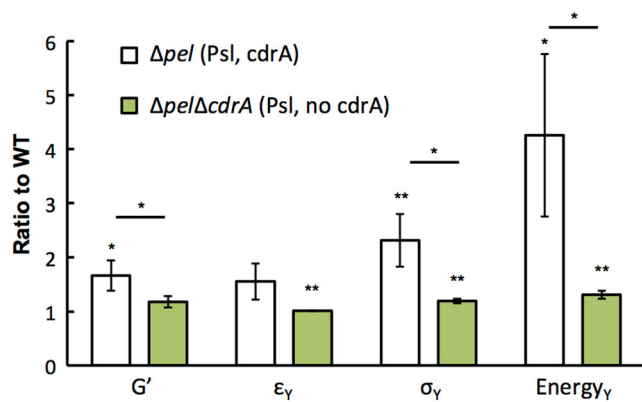 *
6
Δpel (Psl, cdrA)
*
5
ΔpelΔcdrA (Psl, no cdrA)
4
*
Ratio to WT
3
**
*
2
*
**
**
**
1
0
G’
εY
σY
EnergyY